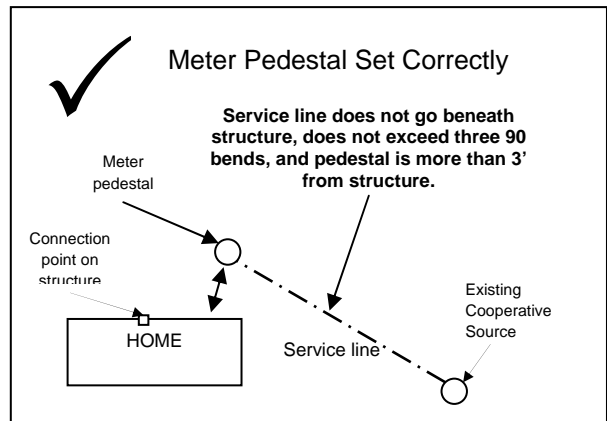 Meter Pedestal Set Correctly
Service line does not go beneath
structure, does not exceed three 90
bends, and pedestal is more than 3’
from structure.
Meter
pedestal
Connection
point on
structure
Existing
Cooperative
Source
HOME
Service line